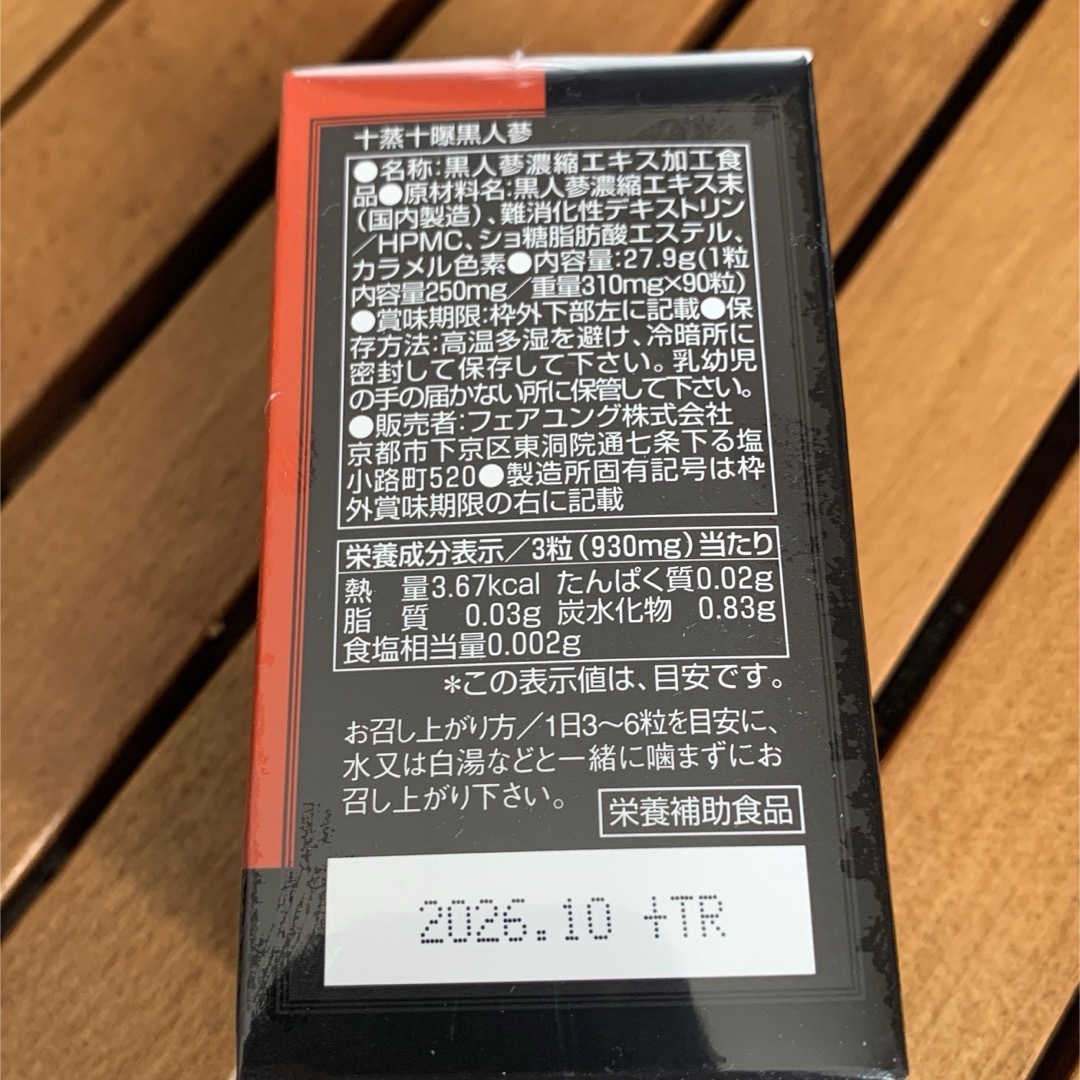 十蒸十曝黒人蔘
●名称:黒人蔘濃縮エキス加工食
品●原材料名:黒人蔘濃縮エキス末
(国内製造)、難消化性デキストリン
/HPMC、ショ糖脂肪酸エステル、
カラメル色素●内容量:27.9g(1粒
内容量250mg/重量310mg×90粒)
●賞味期限:枠外下部左に記載●保
存方法:高温多湿を避け、冷暗所に
密封して保存して下さい。乳幼児
の手の届かない所に保管して下さい。
●販売者:フェアユング株式会社
京都市下京区東洞院通七条下る塩
小路町520●製造所固有記号は枠
外賞味期限の右に記載
栄養成分表示/3粒(930mg)当たり
熱 量3.67kcal たんぱく質0.02g
脂 質 0.03g 炭水化物 0.83g
食塩相当量0.002g
*この表示値は、目安です。
お召し上がり方/1日3〜6粒を目安に、
水又は白湯などと一緒に噛まずにお
召し上がり下さい。
栄養補助食品
2026.10 +TR